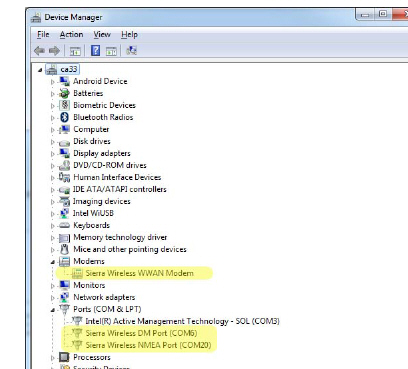 Device Manager
File Action View Help
ca33
Android Device
Batteries
Biometric Devices
Bluetooth Radios
Computer
Disk drives
Display adapters
DVD/CD-ROM drives
Human Interface Devices
IDE ATA/ATAPI controllers
Imaging devices
Intel WiUSB
Keyboards
Memory technology driver
Mice and other pointing devices
Modems
Sierra Wireless WWAN Modem
Monitors
Network adapters
Ports (COM & LPT)
Intel(R) Active Management Technology - SOL (COM3)
Sierra Wireless DM Port (COM6)
Sierra Wireless NMEA Port (COM20)
Processors
Security Devices